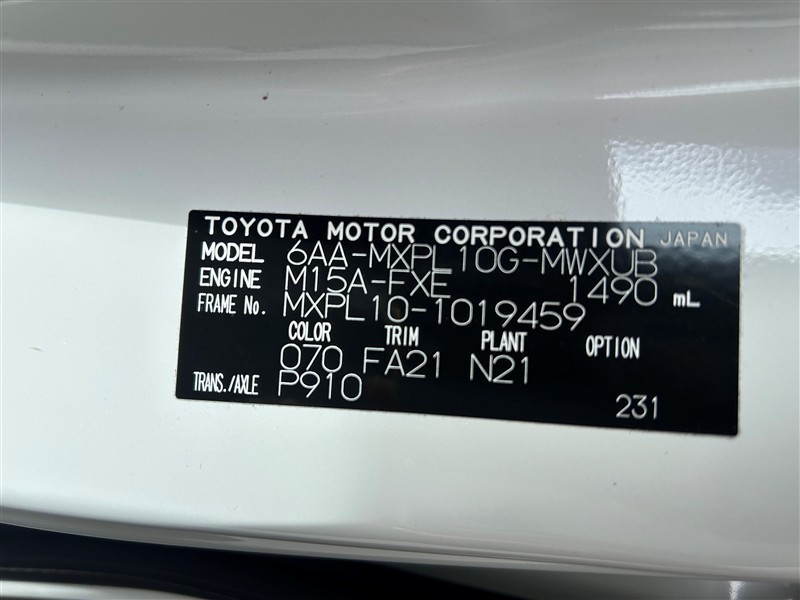 TOYOTA MOTOR CORPORATION JAPAN
MODEL 6AA-MXPL10G-MWXUB
ENGINE M15A-FXE 1490 mL
FRAME No. MXPL10-1019459
COLOR TRIM PLANT OPTION
070 FA21 N21
TRANS./AXLE P910
231